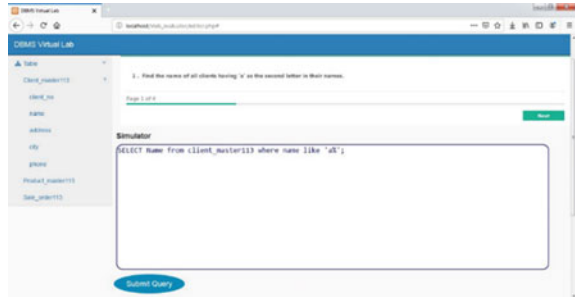 DBMS Virtual Lab
DBMS Virtual Lab
Table
Client_master113
client_no
name
address
city
phone
Product_master113
Sale_order113
1 . Find the name of all clients having 'a' as the second letter in their names.
Page 1 of 4
Next
Simulator
SELECT Name from client_master113 where name like 'a%';
Submit Query